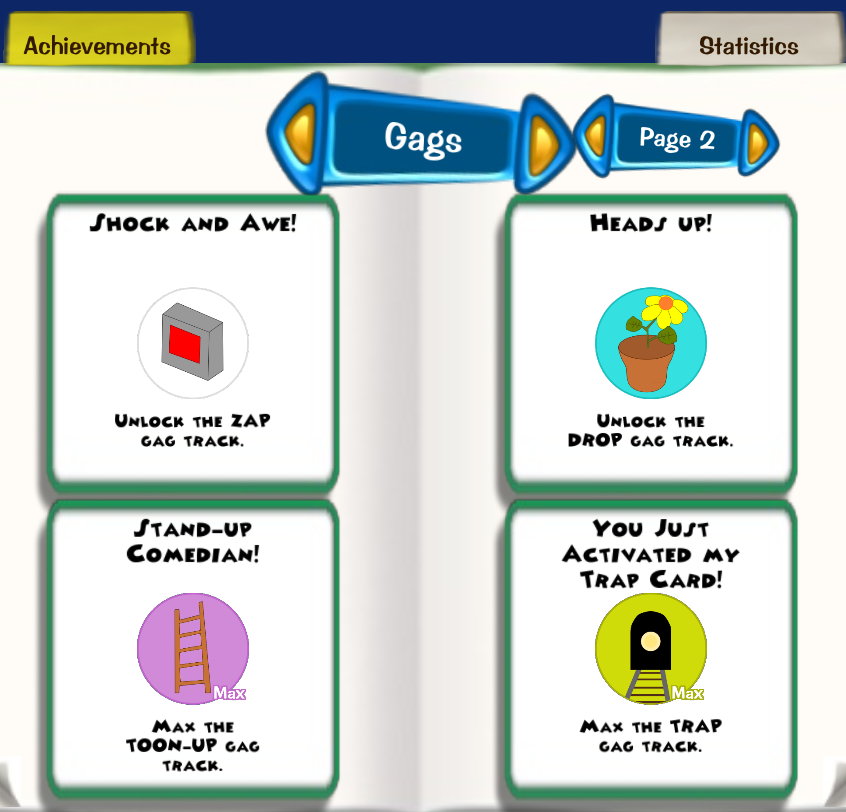 Achievements
Statistics
Gags
Page 2
Shock and Awe!
Unlock the ZAP
gag track.
Heads up!
Unlock the
DROP gag track.
Stand-up
Comedian!
Max
Max the
TOON-UP gag
track.
You Just
Activated my
Trap Card!
Max
Max the TRAP
gag track.